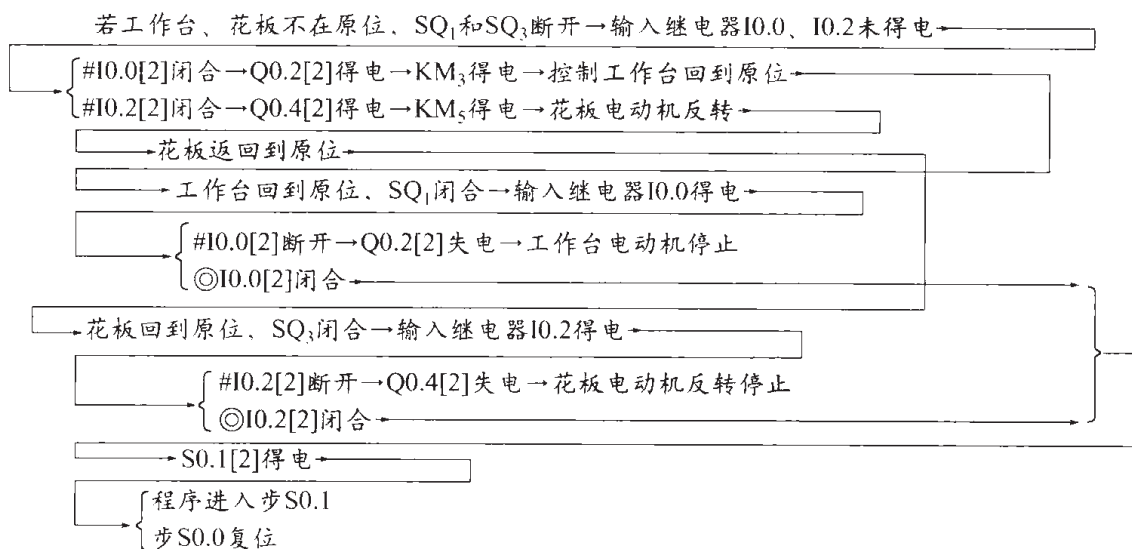 若工作台、花板不在原位、SQ₁和SQ₃断开→输入继电器I0.0、I0.2未得电
#I0.0[2]闭合→Q0.2[2]得电→KM₃得电→控制工作台回到原位
#I0.2[2]闭合→Q0.4[2]得电→KM₅得电→花板电动机反转
花板返回到原位
工作台回到原位、SQ₁闭合→输入继电器I0.0得电
#I0.0[2]断开→Q0.2[2]失电→工作台电动机停止
◎I0.0[2]闭合
花板回到原位、SQ₃闭合→输入继电器I0.2得电
#I0.2[2]断开→Q0.4[2]失电→花板电动机反转停止
◎I0.2[2]闭合
S0.1[2]得电
程序进入步S0.1
步S0.0复位